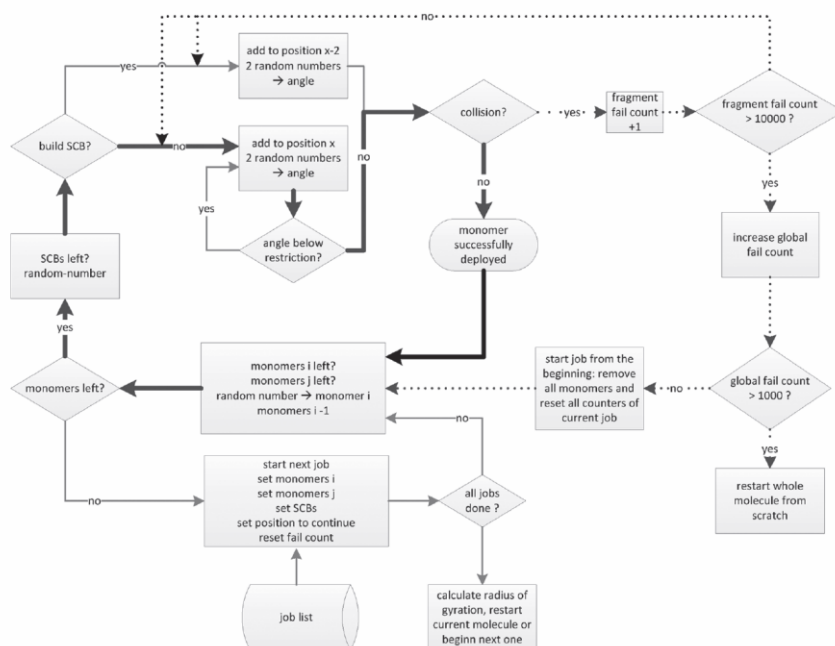 no
add to position x-2
2 random numbers
→ angle
yes
collision?
yes
fragment
fail count
+1
fragment fail count
> 10000 ?
build SCB?
no
add to position x
2 random numbers
→ angle
no
yes
no
yes
monomer
successfully
deployed
increase global
fail count
SCBs left?
random-number
angle below
restriction?
yes
monomers left?
monomers i left?
monomers j left?
random number → monomer i
monomers i -1
start job from the
beginning: remove
all monomers and
reset all counters of
current job
no
global fail count
> 1000 ?
no
yes
no
start next job
set monomers i
set monomers j
set SCBs
set position to continue
reset fail count
all jobs
done ?
restart whole
molecule from
scratch
job list
calculate radius of
gyration, restart
current molecule or
beginn next one